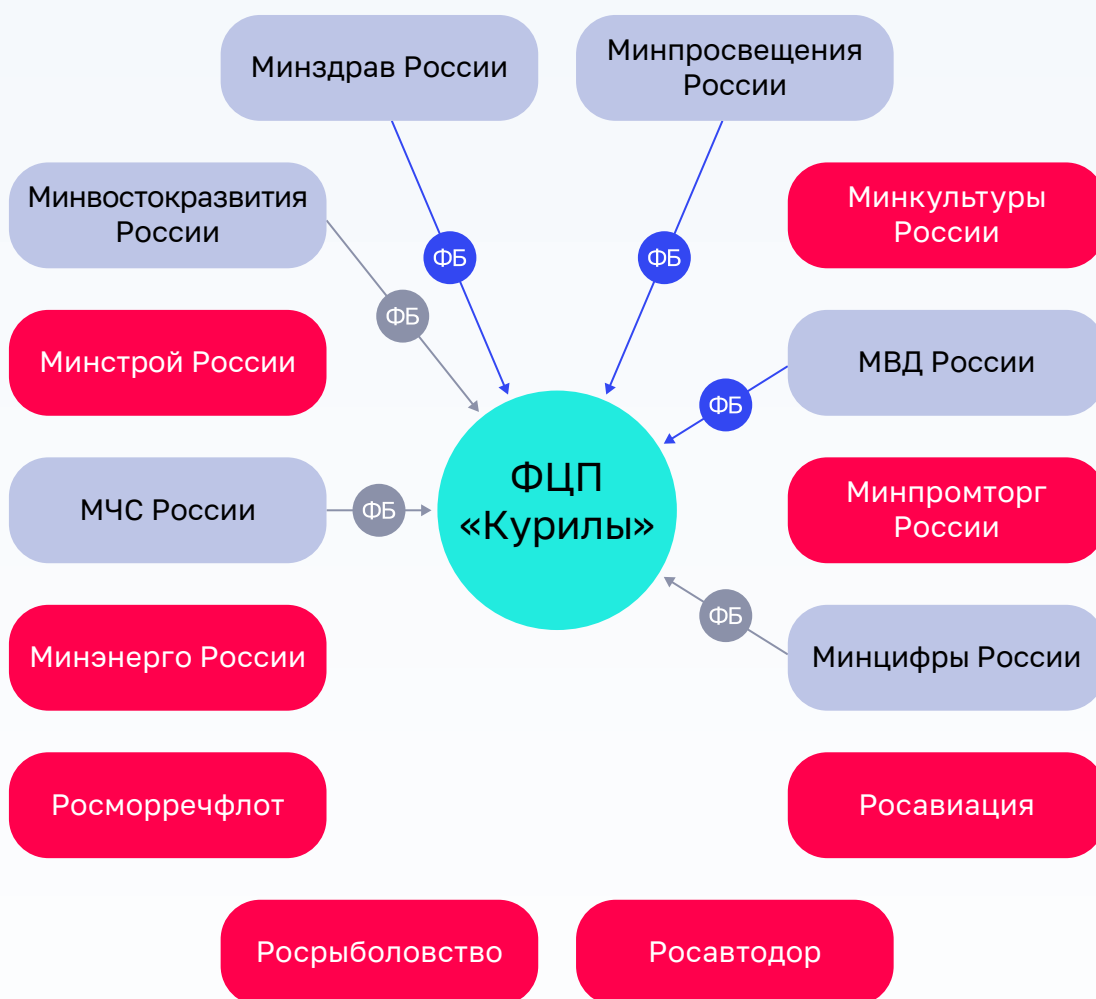 Минздрав России
Минпросвещения
России
Минвостокразвития
России
Минкультуры
России
ФБ
ФБ
ФБ
Минстрой России
МВД России
ФБ
ФЦП
«Курилы»
МЧС России
ФБ
Минпромторг
России
ФБ
Минэнерго России
Минцифры России
Росморречфлот
Росавиация
Росрыболовство
Росавтодор